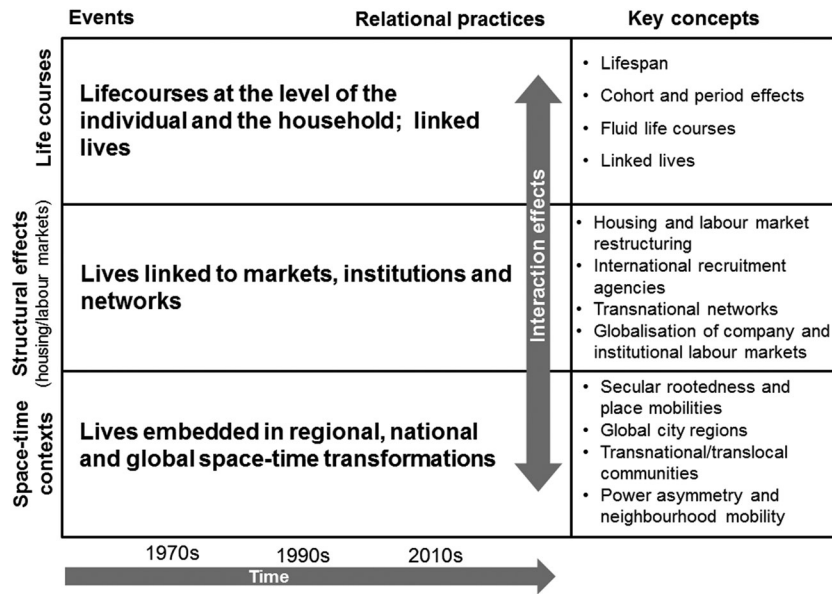 Events
Relational practices
Key concepts
Life courses
Lifecourses at the level of the
individual and the household; linked
lives
• Lifespan
• Cohort and period effects
• Fluid life courses
• Linked lives
Structural effects
(housing/labour markets)
Lives linked to markets, institutions and
networks
Interaction effects
• Housing and labour market
restructuring
• International recruitment
agencies
• Transnational networks
• Globalisation of company and
institutional labour markets
Space-time
contexts
Lives embedded in regional, national
and global space-time transformations
• Secular rootedness and
place mobilities
• Global city regions
• Transnational/translocal
communities
• Power asymmetry and
neighbourhood mobility
1970s
1990s
2010s
Time